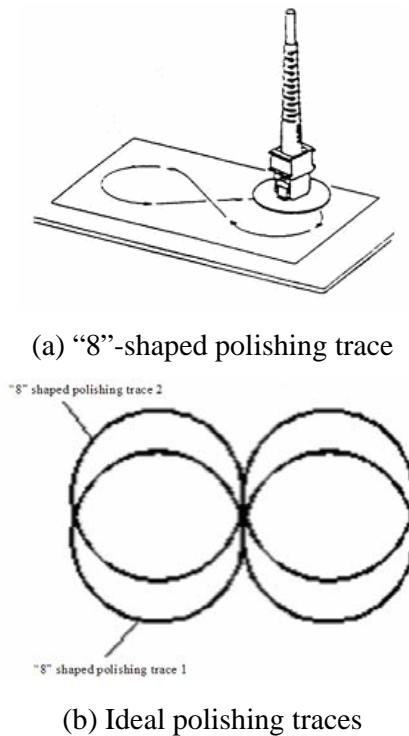 (a) “8”-shaped polishing trace
“8” shaped polishing trace 2
“8” shaped polishing trace 1
(b) Ideal polishing traces